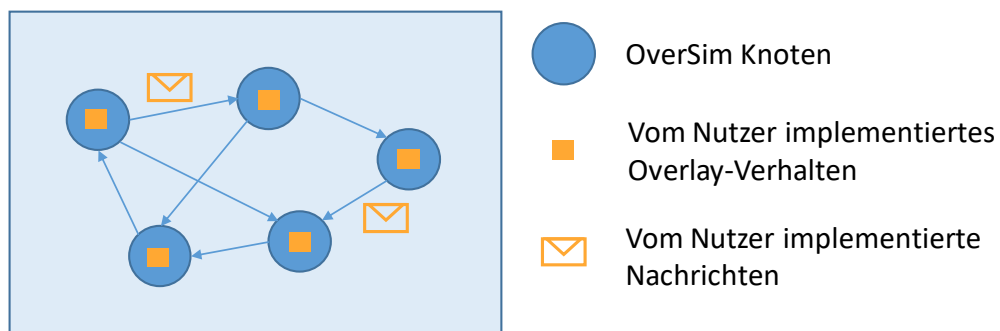 OverSim Knoten
Vom Nutzer implementiertes
Overlay-Verhalten
Vom Nutzer implementierte
Nachrichten